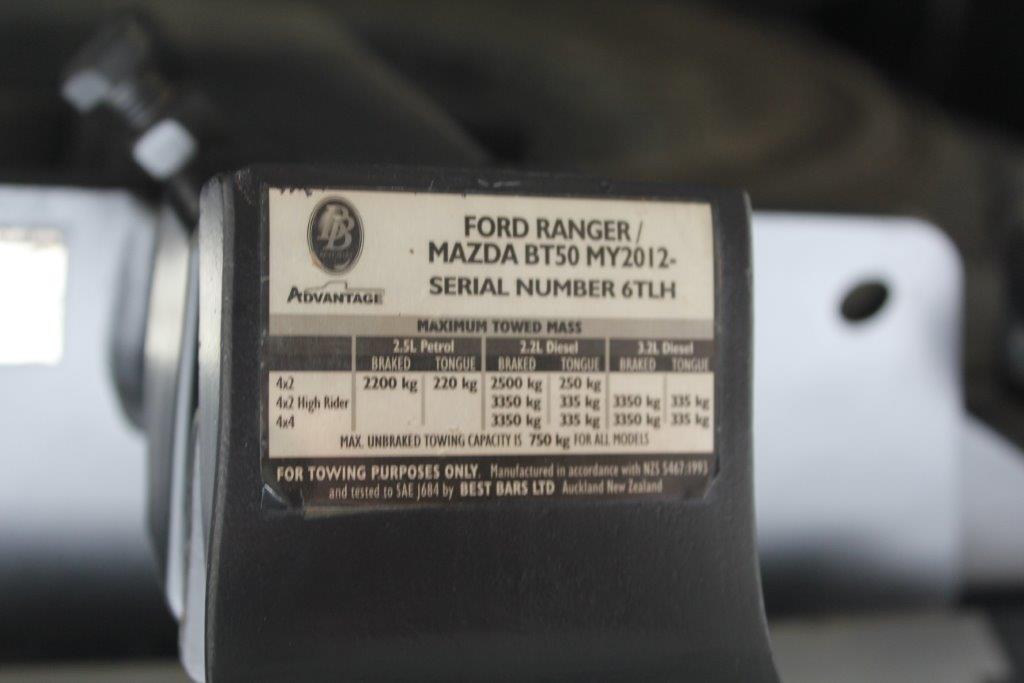 BB
FORD RANGER/
MAZDA BT50 MY2012-
ADVANTAGE
SERIAL NUMBER 6TLH
MAXIMUM TOWED MASS
2.5L Petrol 2.2L Diesel 3.2L Diesel
BRAKED TONGUE BRAKED TONGUE BRAKED TONGUE
4x2 2200 kg 220 kg 2500 kg 250 kg
4x2 High Rider 3350 kg 335 kg 3350 kg 335 kg
4x4 3350 kg 335 kg 3350 kg 335 kg
MAX. UNBRAKED TOWING CAPACITY IS 750 kg FOR ALL MODELS
FOR TOWING PURPOSES ONLY. Manufactured in accordance with NZS 5467:1993
and tested to SAE J684 by BEST BARS LTD Auckland New Zealand